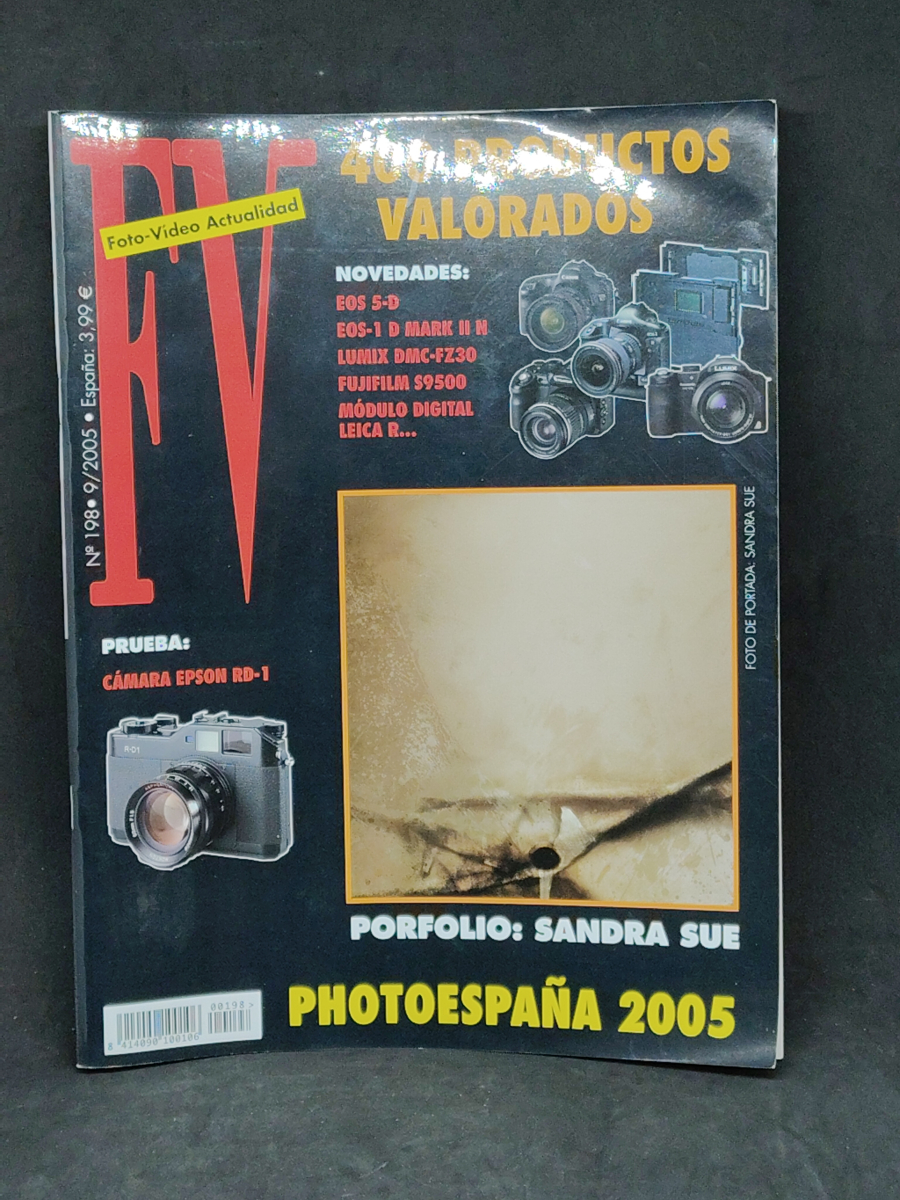 FV
Foto-Vídeo Actualidad
Nº 198 • 9/2005 • España: 3,99 €
400 PRODUCTOS
VALORADOS
NOVEDADES:
EOS 5-D
EOS-1 D MARK II N
LUMIX DMC-FZ30
FUJIFILM S9500
MÓDULO DIGITAL
LEICA R...
LUMIX
FOTO DE PORTADA: SANDRA SUE
PRUEBA:
CÁMARA EPSON RD-1
R-D1
PORFOLIO: SANDRA SUE
PHOTOESPAÑA 2005
00198>
8 414090 100106